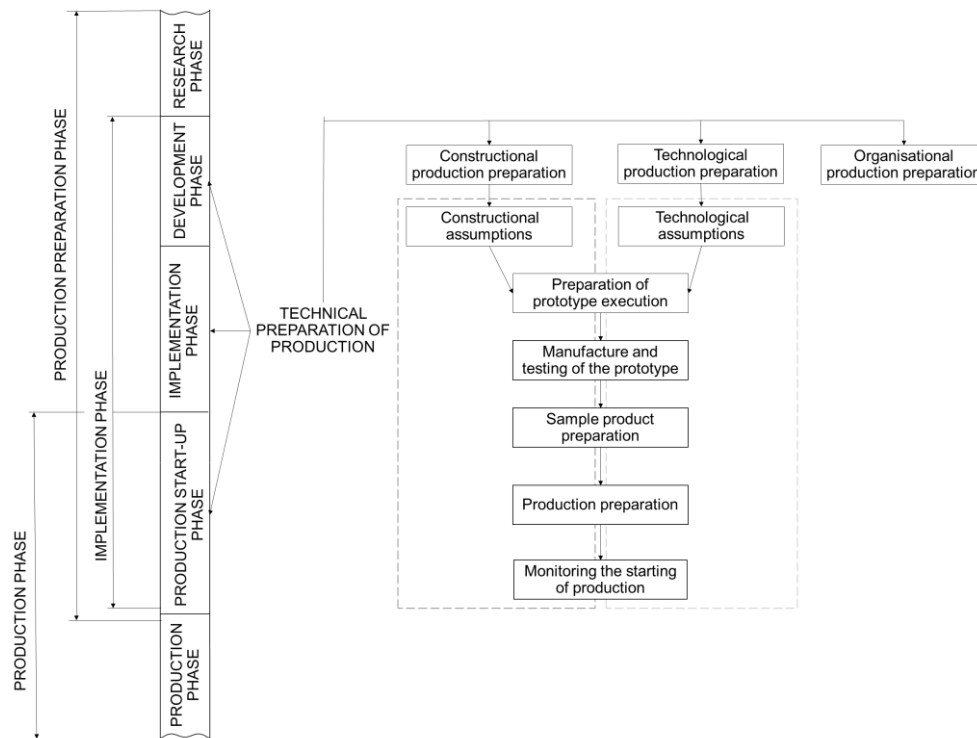 PRODUCTION PHASE
PRODUCTION PREPARATION PHASE
IMPLEMENTATION PHASE
RESEARCH
PHASE
DEVELOPMENT
PHASE
IMPLEMENTATION
PHASE
PRODUCTION START-UP
PHASE
PRODUCTION
PHASE
TECHNICAL
PREPARATION OF
PRODUCTION
Constructional
production preparation
Technological
production preparation
Organisational
production preparation
Constructional
assumptions
Technological
assumptions
Preparation of
prototype execution
Manufacture and
testing of the prototype
Sample product
preparation
Production preparation
Monitoring the starting
of production